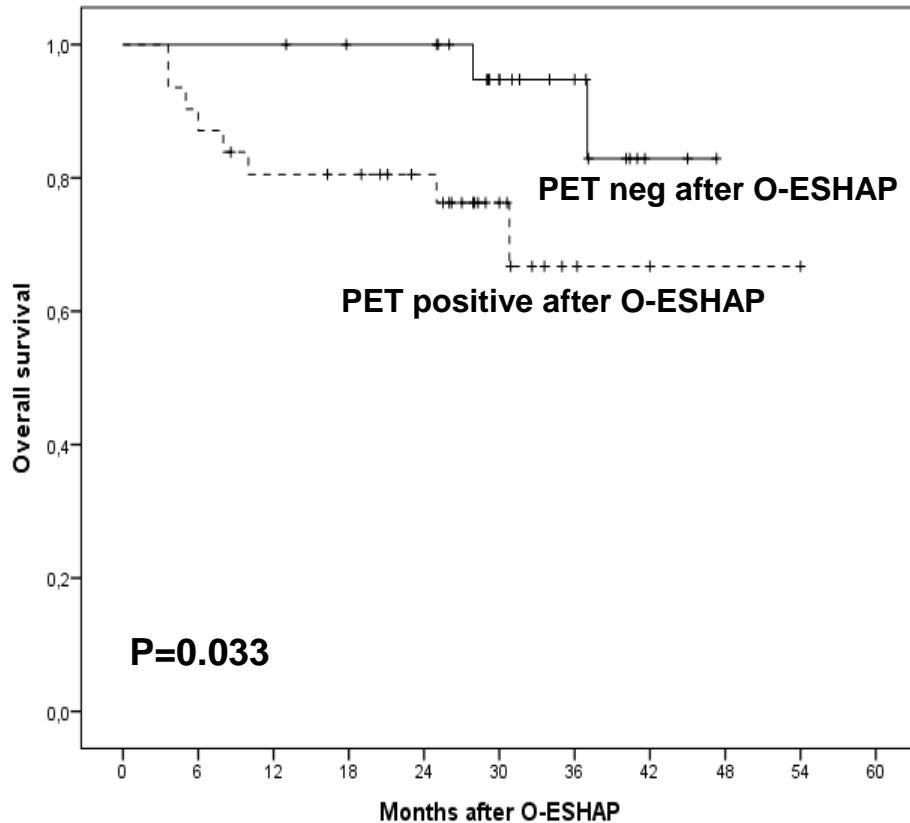 1,0
0,8
0,6
0,4
0,2
0,0
Overall survival
PET neg after O-ESHAP
PET positive after O-ESHAP
P=0.033
0 6 12 18 24 30 36 42 48 54 60
Months after O-ESHAP